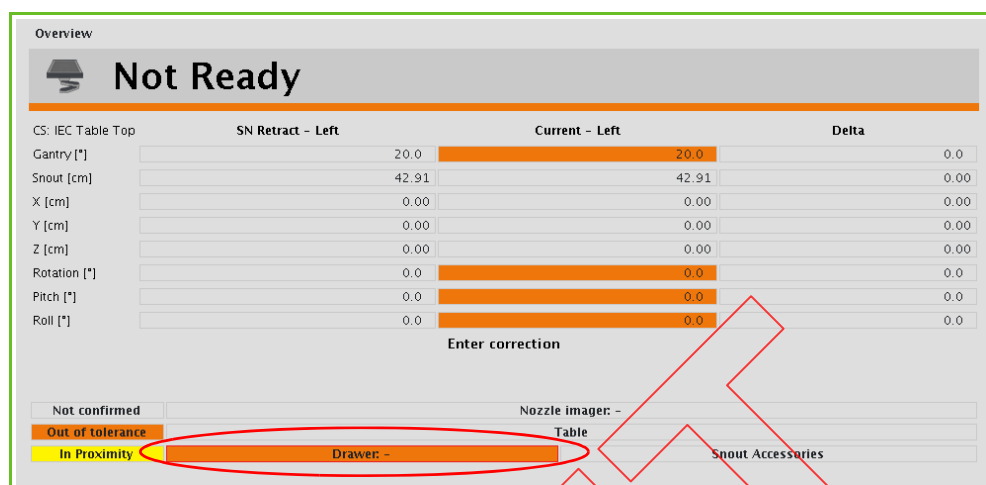 Overview
Not Ready
CS: IEC Table Top SN Retract - Left Current - Left Delta
Gantry [°] 20.0 20.0 0.0
Snout [cm] 42.91 42.91 0.00
X [cm] 0.00 0.00 0.00
Y [cm] 0.00 0.00 0.00
Z [cm] 0.00 0.00 0.00
Rotation [°] 0.0 0.0 0.0
Pitch [°] 0.0 0.0 0.0
Roll [°] 0.0 0.0 0.0
Enter correction
Not confirmed Nozzle imager: -
Out of tolerance Table
In Proximity Drawer: - Snout Accessories